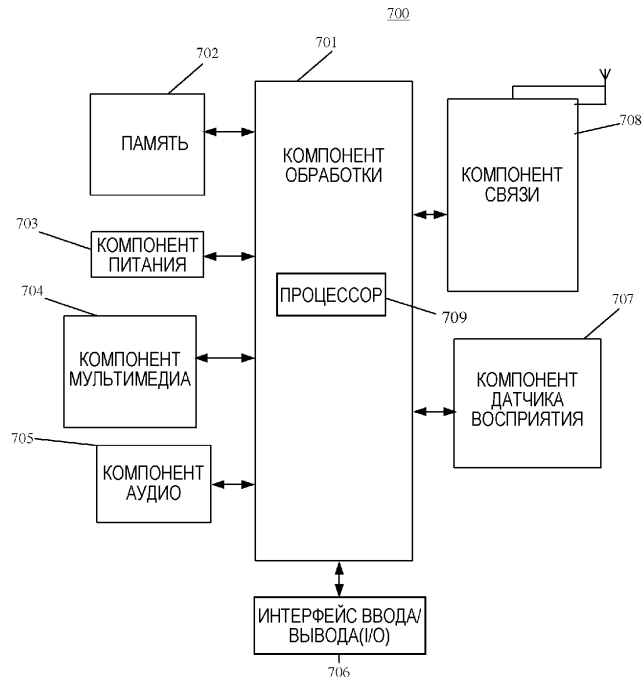 700
701
702
ПАМЯТЬ
КОМПОНЕНТ
ОБРАБОТКИ
708
КОМПОНЕНТ
СВЯЗИ
703
КОМПОНЕНТ
ПИТАНИЯ
ПРОЦЕССОР
709
704
КОМПОНЕНТ
МУЛЬТИМЕДИА
707
КОМПОНЕНТ
ДАТЧИКА
ВОСПРИЯТИЯ
705
КОМПОНЕНТ
АУДИО
ИНТЕРФЕЙС ВВОДА/
ВЫВОДА(I/O)
706